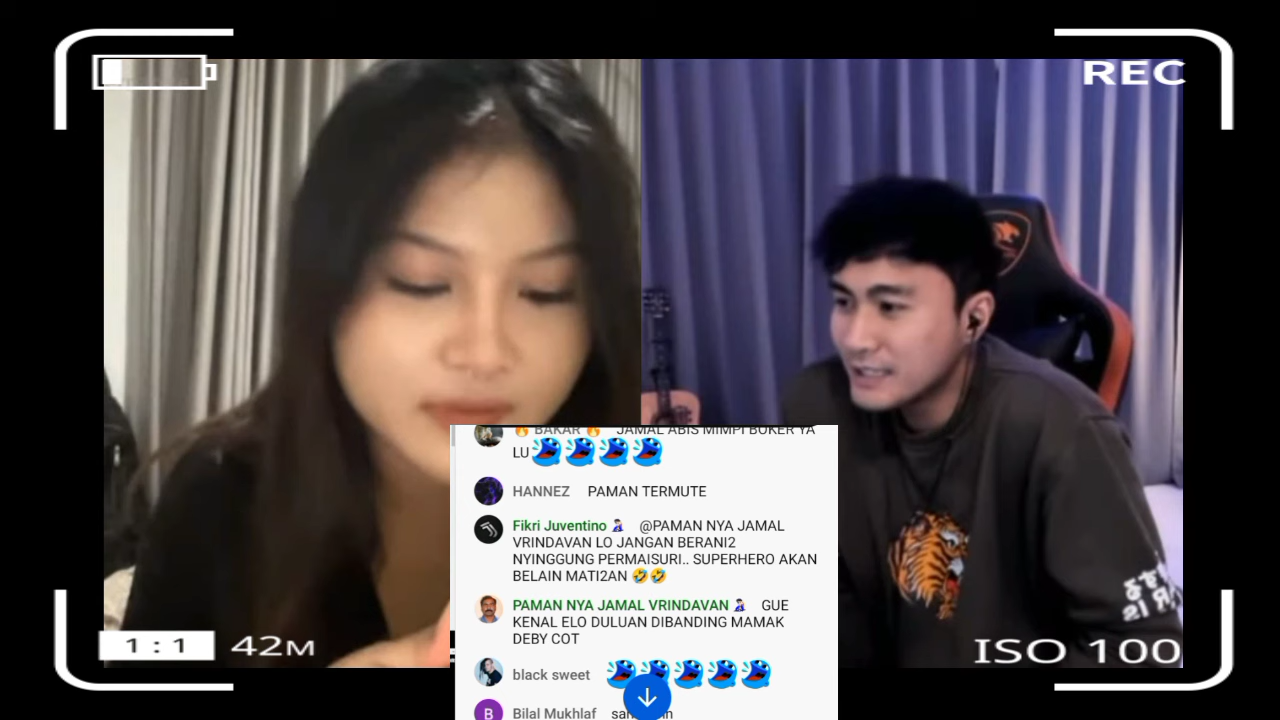 REC
🔥 BAKAR 🔥 JAMAL ABIS MIMPI BOKER YA
LU
HANNEZ PAMAN TERMUTE
Fikri Juventino @PAMAN NYA JAMAL
VRINDAVAN LO JANGAN BERANI2
NYINGGUNG PERMAISURI.. SUPERHERO AKAN
BELAIN MATI2AN 🤣🤣
PAMAN NYA JAMAL VRINDAVAN GUE
KENAL ELO DULUAN DIBANDING MAMAK
DEBY COT
black sweet
B Bilal Mukhlaf
1 : 1 42M
ISO 100